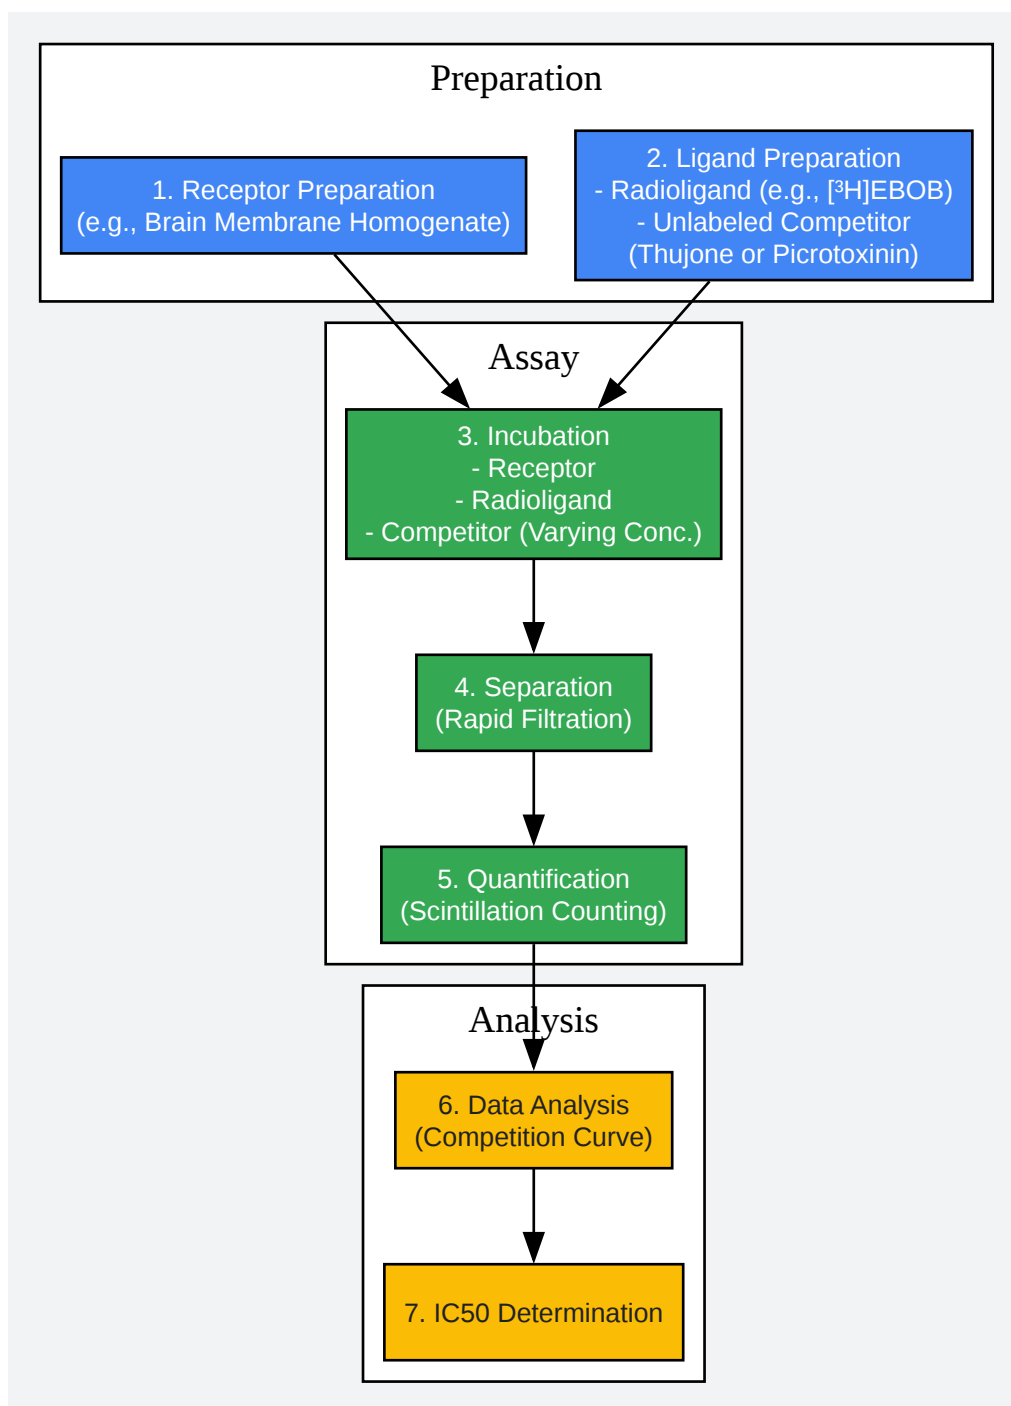 Preparation
1. Receptor Preparation
(e.g., Brain Membrane Homogenate)
2. Ligand Preparation
- Radioligand (e.g., [³H]EBOB)
- Unlabeled Competitor
(Thujone or Picrotoxinin)
Assay
3. Incubation
- Receptor
- Radioligand
- Competitor (Varying Conc.)
4. Separation
(Rapid Filtration)
5. Quantification
(Scintillation Counting)
Analysis
6. Data Analysis
(Competition Curve)
7. IC50 Determination